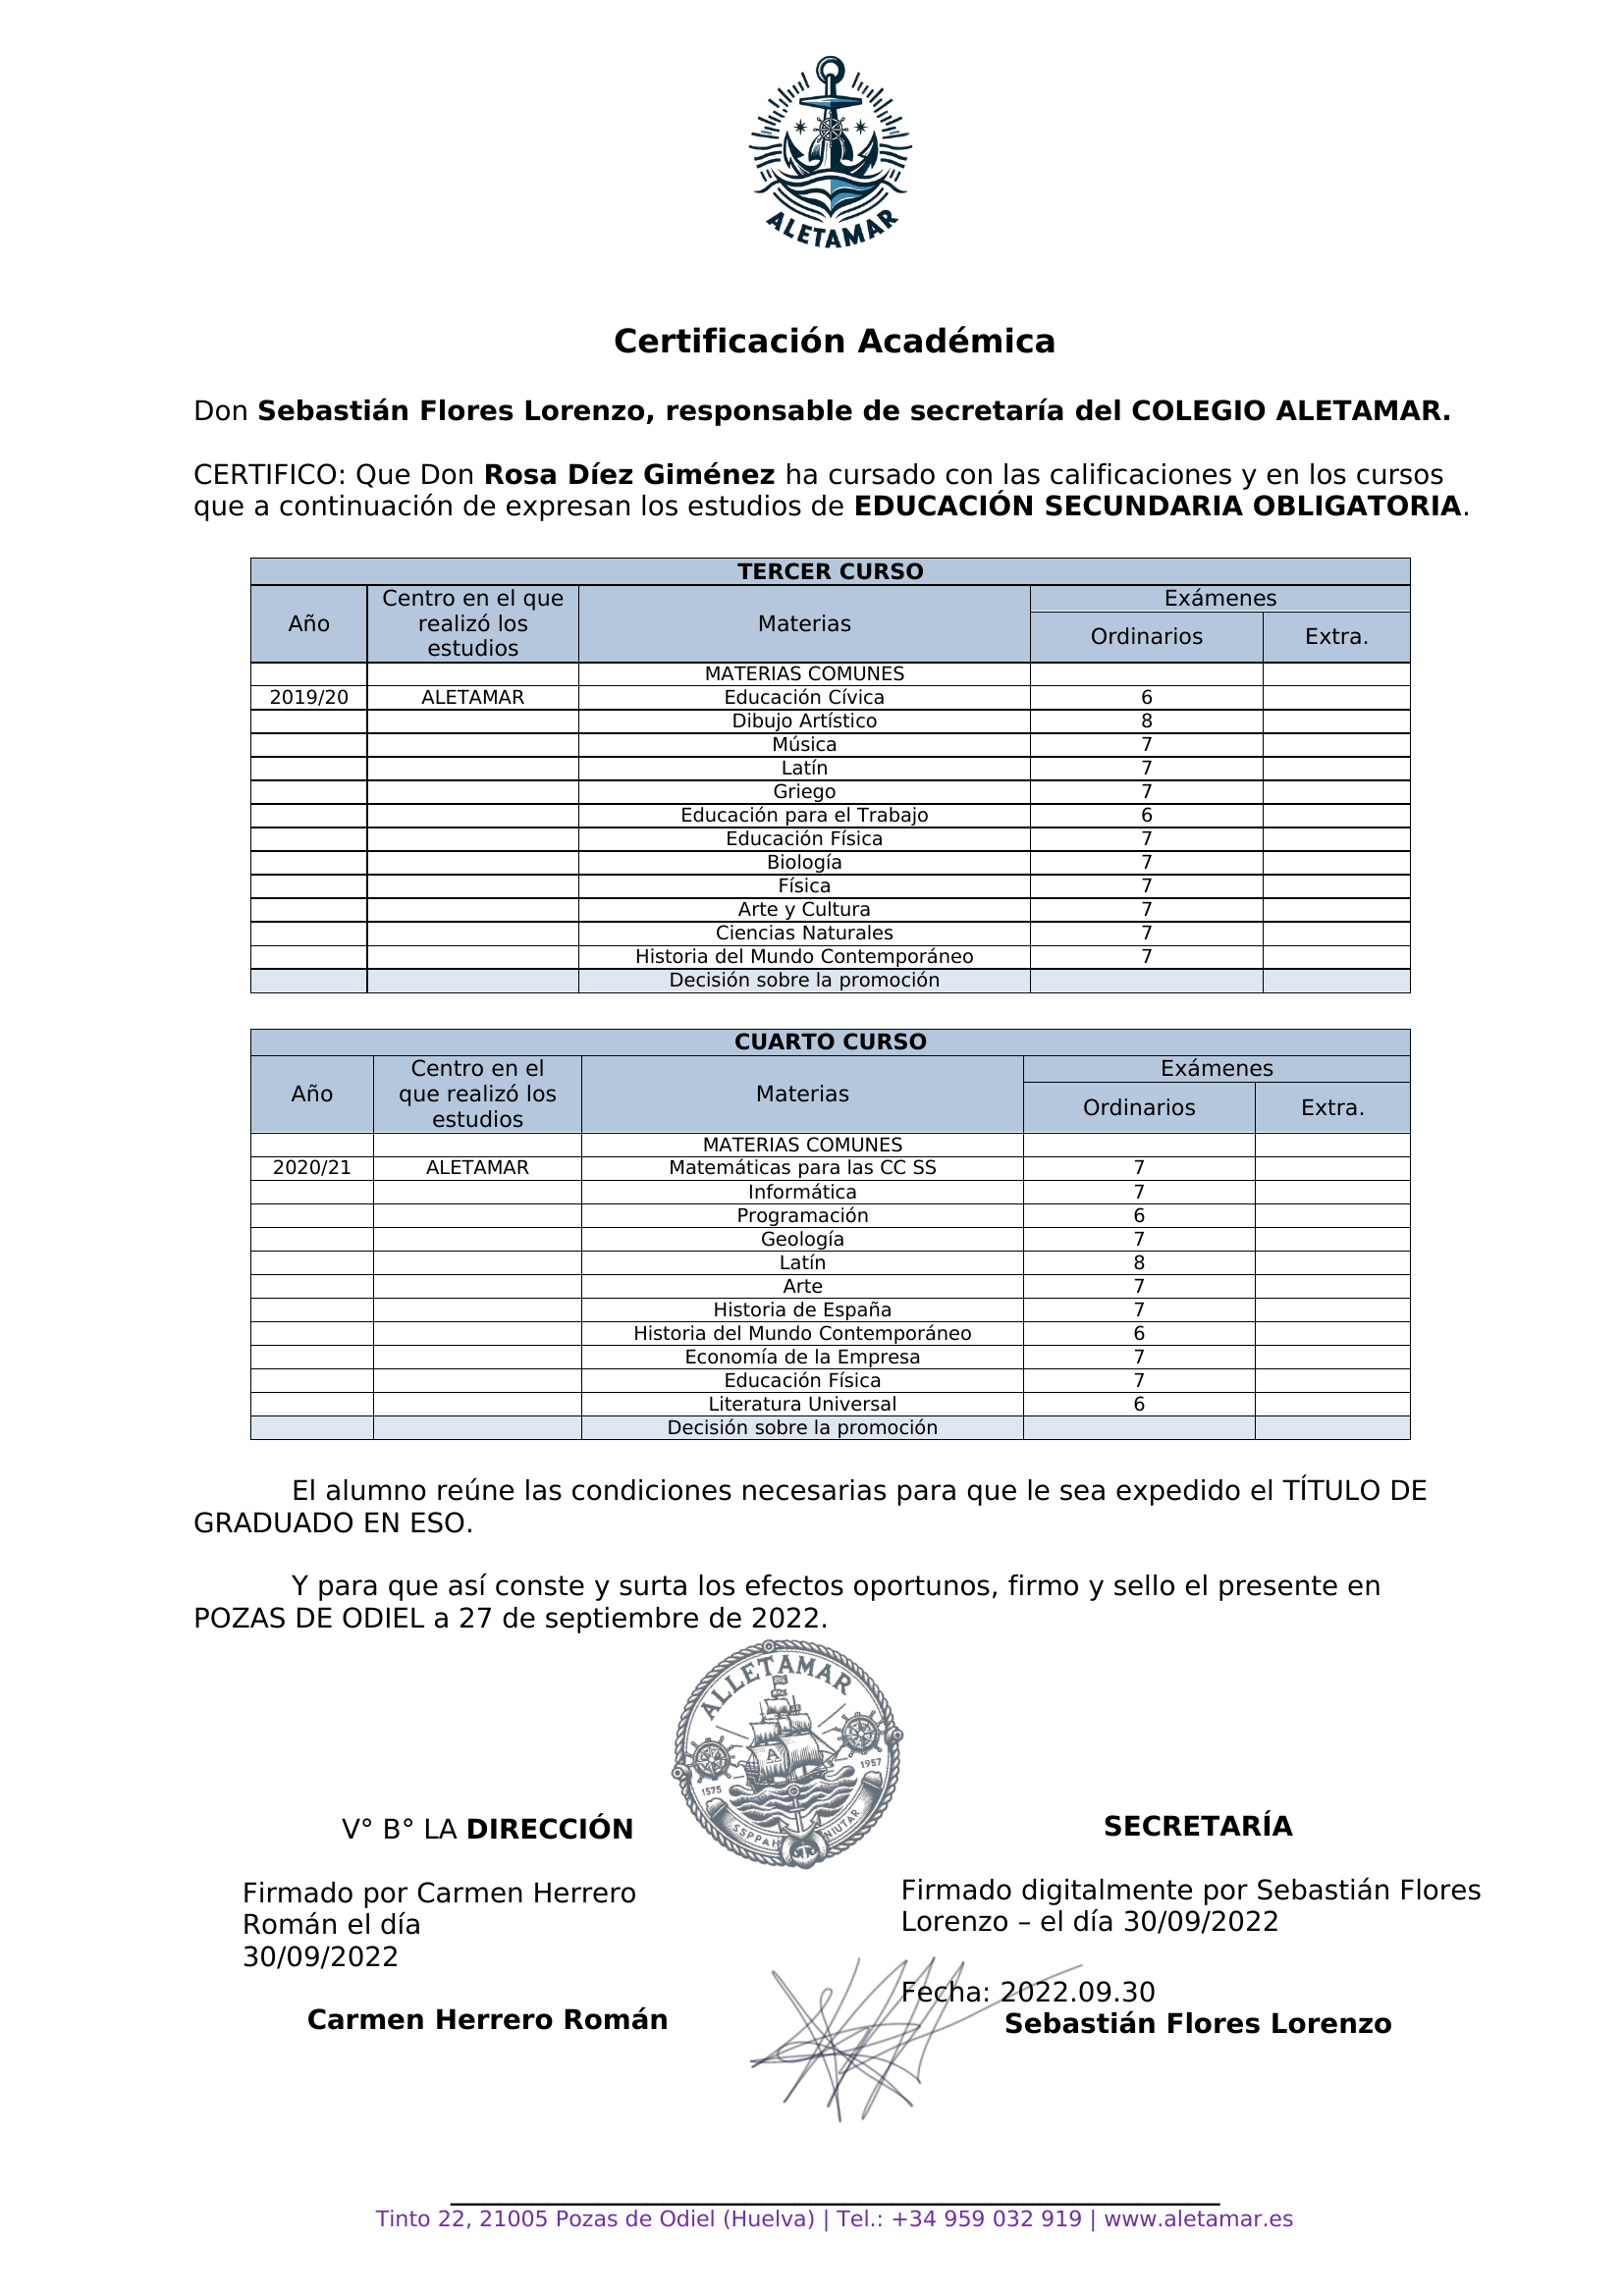 ALETAMAR
Certificación Académica
Don Sebastián Flores Lorenzo, responsable de secretaría del COLEGIO ALETAMAR.
CERTIFICO: Que Don Rosa Díez Giménez ha cursado con las calificaciones y en los cursos
que a continuación de expresan los estudios de EDUCACIÓN SECUNDARIA OBLIGATORIA.
TERCER CURSO
Año Centro en el que realizó los estudios Materias Exámenes
Ordinarios Extra.
MATERIAS COMUNES
2019/20 ALETAMAR Educación Cívica 6
Dibujo Artístico 8
Música 7
Latín 7
Griego 7
Educación para el Trabajo 6
Educación Física 7
Biología 7
Física 7
Arte y Cultura 7
Ciencias Naturales 7
Historia del Mundo Contemporáneo 7
Decisión sobre la promoción
CUARTO CURSO
Año Centro en el que realizó los estudios Materias Exámenes
Ordinarios Extra.
MATERIAS COMUNES
2020/21 ALETAMAR Matemáticas para las CC SS 7
Informática 7
Programación 6
Geología 7
Latín 8
Arte 7
Historia de España 7
Historia del Mundo Contemporáneo 6
Economía de la Empresa 7
Educación Física 7
Literatura Universal 6
Decisión sobre la promoción
El alumno reúne las condiciones necesarias para que le sea expedido el TÍTULO DE
GRADUADO EN ESO.
Y para que así conste y surta los efectos oportunos, firmo y sello el presente en
POZAS DE ODIEL a 27 de septiembre de 2022.
ALLETAMAR
A
1575
1957
SSPPAH NIUTAR
V° B° LA DIRECCIÓN
Firmado por Carmen Herrero
Román el día
30/09/2022
Carmen Herrero Román
SECRETARÍA
Firmado digitalmente por Sebastián Flores
Lorenzo – el día 30/09/2022
Fecha: 2022.09.30
Sebastián Flores Lorenzo
Tinto 22, 21005 Pozas de Odiel (Huelva) | Tel.: +34 959 032 919 | www.aletamar.es